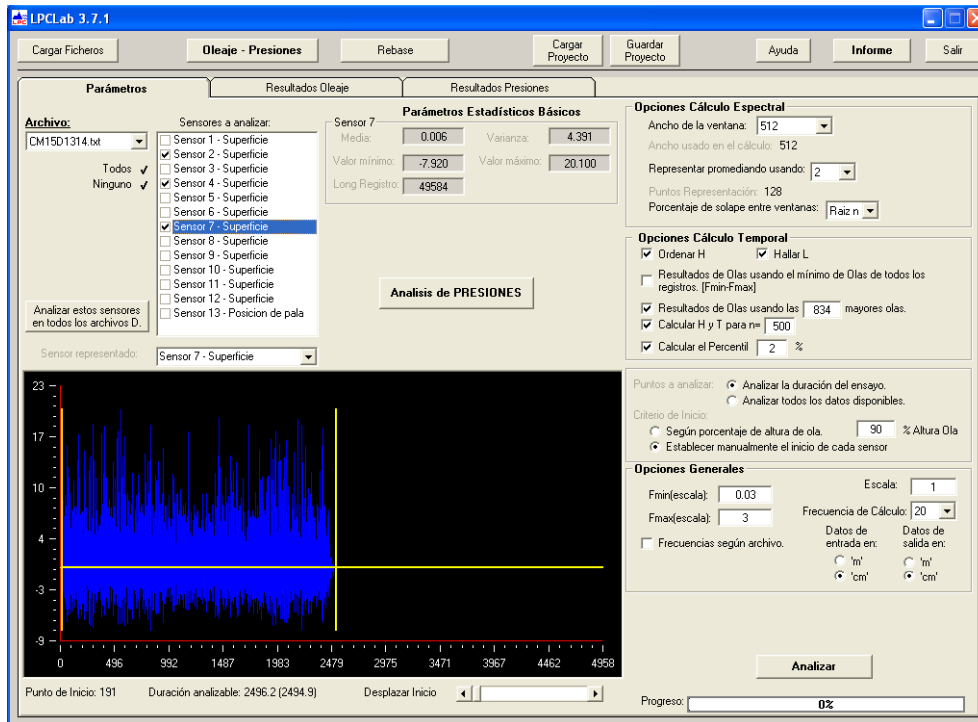 LPCLab 3.7.1
Cargar Ficheros
Oleaje - Presiones
Rebase
Cargar Proyecto
Guardar Proyecto
Ayuda
Informe
Salir
Parámetros
Resultados Oleaje
Resultados Presiones
Archivo:
CM15D1314.txt
Todos
Ninguno
Analizar estos sensores
en todos los archivos D.
Sensores a analizar:
Sensor 1 - Superficie
Sensor 2 - Superficie
Sensor 3 - Superficie
Sensor 4 - Superficie
Sensor 5 - Superficie
Sensor 6 - Superficie
Sensor 7 - Superficie
Sensor 8 - Superficie
Sensor 9 - Superficie
Sensor 10 - Superficie
Sensor 11 - Superficie
Sensor 12 - Superficie
Sensor 13 - Posicion de pala
Sensor representado:
Sensor 7 - Superficie
Parámetros Estadísticos Básicos
Sensor 7
Media: 0.006 Varianza: 4.391
Valor mínimo: -7.920 Valor máximo: 20.100
Long Registro: 49584
Analisis de PRESIONES
23
17
10
4
-3
-9
0 496 992 1487 1983 2479 2975 3471 3967 4462 4958
Punto de Inicio: 191 Duración analizable: 2496.2 (2494.9) Desplazar Inicio
Opciones Cálculo Espectral
Ancho de la ventana: 512
Ancho usado en el cálculo: 512
Representar promediando usando: 2
Puntos Representación: 128
Porcentaje de solape entre ventanas: Raiz n
Opciones Cálculo Temporal
Ordenar H Hallar L
Resultados de Olas usando el mínimo de Olas de todos los
registros. [Fmin-Fmax]
Resultados de Olas usando las 834 mayores olas.
Calcular H y T para n= 500
Calcular el Percentil 2 %
Puntos a analizar: Analizar la duración del ensayo.
Analizar todos los datos disponibles.
Criterio de Inicio:
Según porcentaje de altura de ola. 90 % Altura Ola
Establecer manualmente el inicio de cada sensor
Opciones Generales
Fmin(escala): 0.03
Fmax(escala): 3
Frecuencias según archivo.
Escala: 1
Frecuencia de Cálculo: 20
Datos de
entrada en:
'm'
'cm'
Datos de
salida en:
'm'
'cm'
Analizar
Progreso: 0%